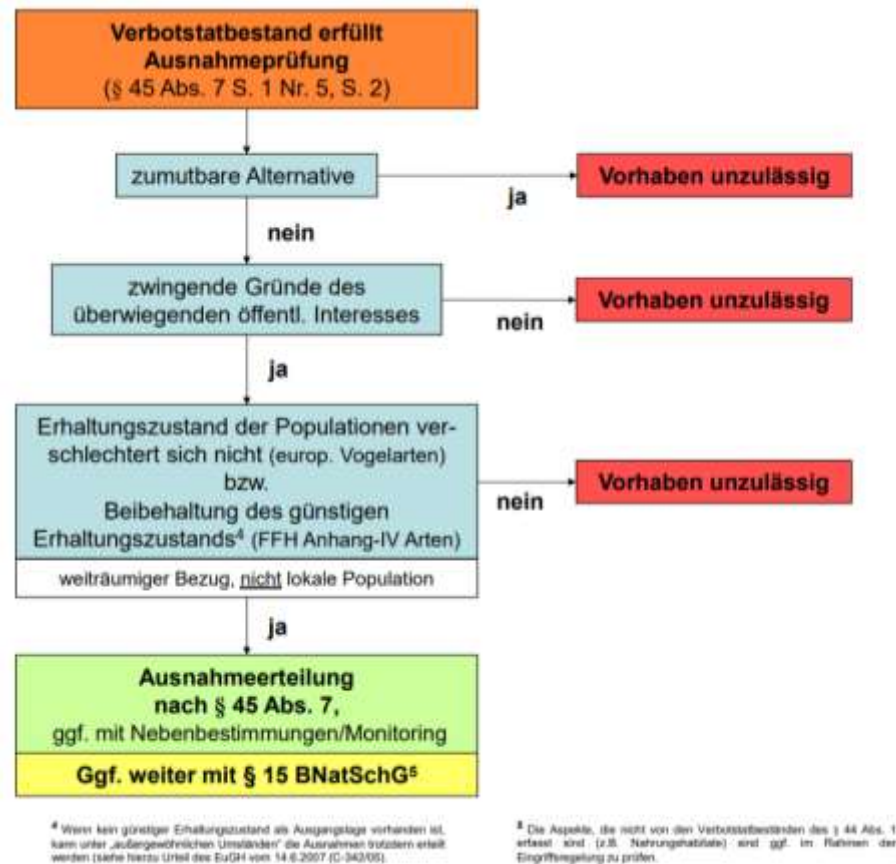 Verbotstatbestand erfüllt
Ausnahmeprüfung
(§ 45 Abs. 7 S. 1 Nr. 5, S. 2)
zumutbare Alternative
ja
Vorhaben unzulässig
nein
zwingende Gründe des
überwiegenden öffentl. Interesses
nein
Vorhaben unzulässig
ja
Erhaltungszustand der Populationen ver-
schlechtert sich nicht (europ. Vogelarten)
bzw.
Beibehaltung des günstigen
Erhaltungszustands⁴ (FFH Anhang-IV Arten)
nein
Vorhaben unzulässig
weiträumiger Bezug, nicht lokale Population
ja
Ausnahmeerteilung
nach § 45 Abs. 7,
ggf. mit Nebenbestimmungen/Monitoring
Ggf. weiter mit § 15 BNatSchG⁵
⁴ Wenn kein günstiger Erhaltungszustand als Ausgangslage vorhanden ist,
kann unter „außergewöhnlichen Umständen“ die Ausnahmen trotzdem erteilt
werden (siehe hierzu Urteil des EuGH vom 14.6.2007 (C-342/05).
⁵ Die Aspekte, die nicht von den Verbotstatbeständen des § 44 Abs. 1
erfasst sind (z.B. Nahrungshabitate) sind ggf. im Rahmen der
Eingriffsregelung zu prüfen.